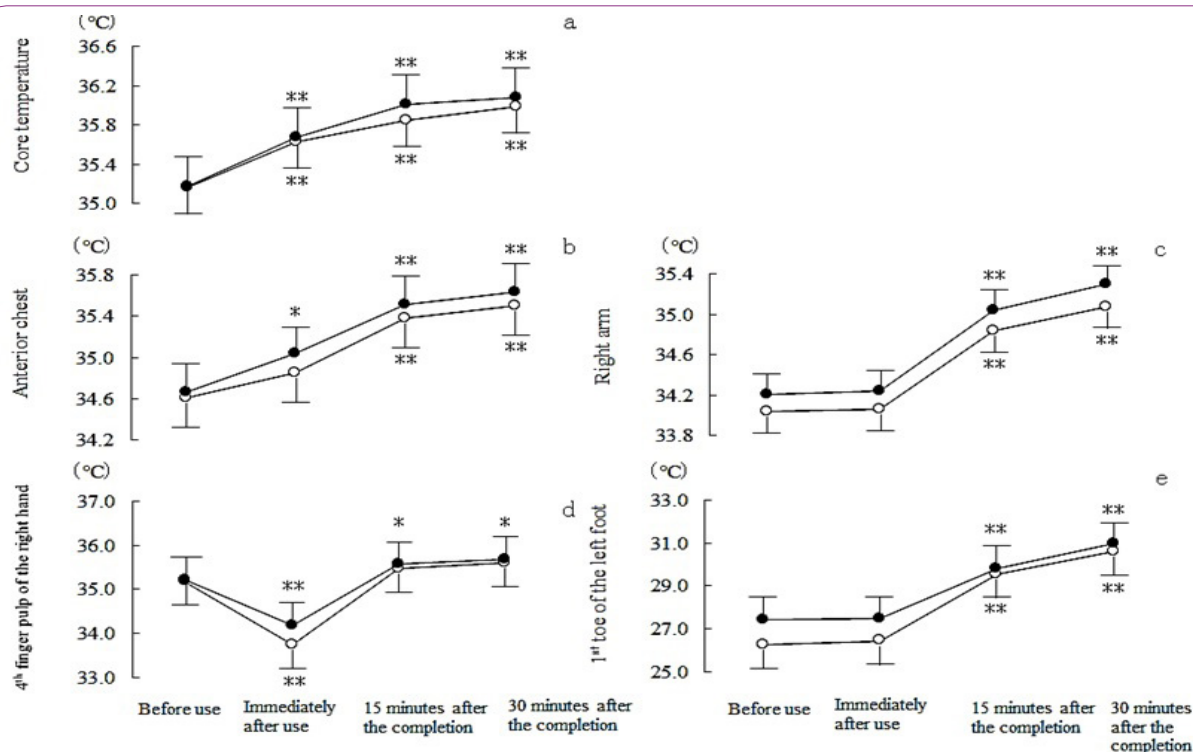 (°C)
a
Core temperature
36.6
36.2
35.8
35.4
35.0
**
**
**
**
**
**
(°C)
b
Anterior chest
35.8
35.4
35.0
34.6
34.2
*
**
**
**
**
(°C)
c
Right arm
35.4
35.0
34.6
34.2
33.8
**
**
**
**
(°C)
d
4th finger pulp of the right hand
37.0
36.0
35.0
34.0
33.0
**
**
*
*
(°C)
e
1st toe of the left foot
33.0
31.0
29.0
27.0
25.0
**
**
**
**
Before use
Immediately
after use
15 minutes after
the completion
30 minutes after
the completion
Before use
Immediately
after use
15 minutes after
the completion
30 minutes
after the
completion